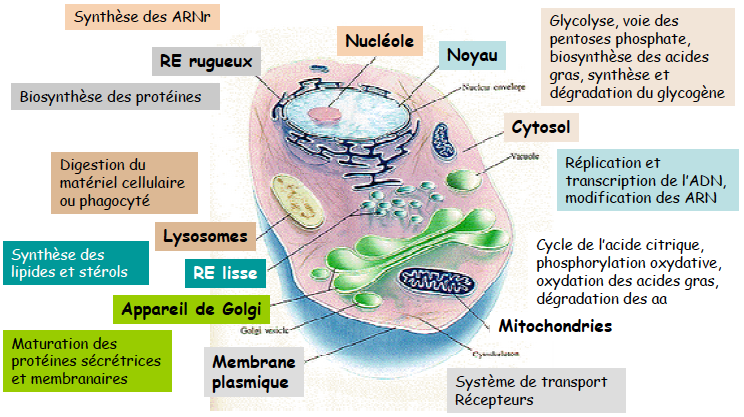 Synthèse des ARNr
Nucléole
Glycolyse, voie des
pentoses phosphate,
biosynthèse des acides
gras, synthèse et
dégradation du glycogène
RE rugueux
Noyau
Nuclear envelope
Biosynthèse des protéines
Cytosol
Vacuole
Digestion du
matériel cellulaire
ou phagocyté
Réplication et
transcription de l'ADN,
modification des ARN
Lysosomes
Synthèse des
lipides et stérols
RE lisse
Cycle de l'acide citrique,
phosphorylation oxydative,
oxydation des acides gras,
dégradation des aa
Appareil de Golgi
Golgi vesicle
Mitochondries
Maturation des
protéines sécrétrices
et membranaires
Membrane
plasmique
Cytoskeleton
Système de transport
Récepteurs